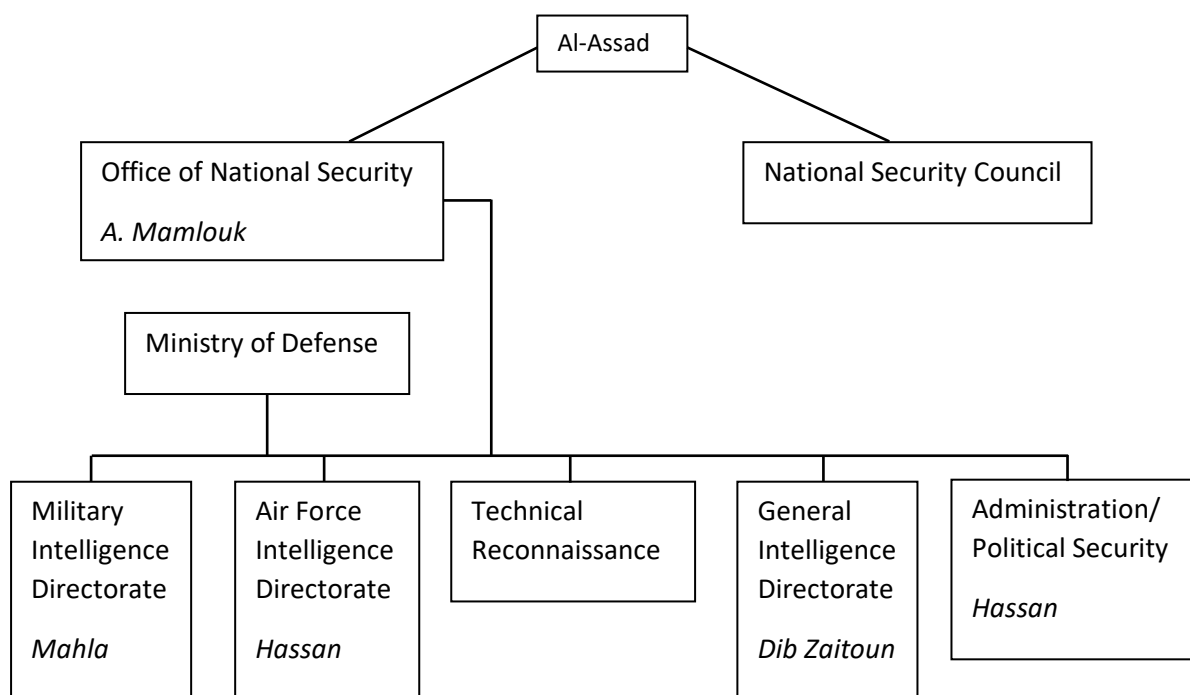 Al-Assad
Office of National Security
A. Mamlouk
National Security Council
Ministry of Defense
Military
Intelligence
Directorate
Mahla
Air Force
Intelligence
Directorate
Hassan
Technical
Reconnaissance
General
Intelligence
Directorate
Dib Zaitoun
Administration/
Political Security
Hassan